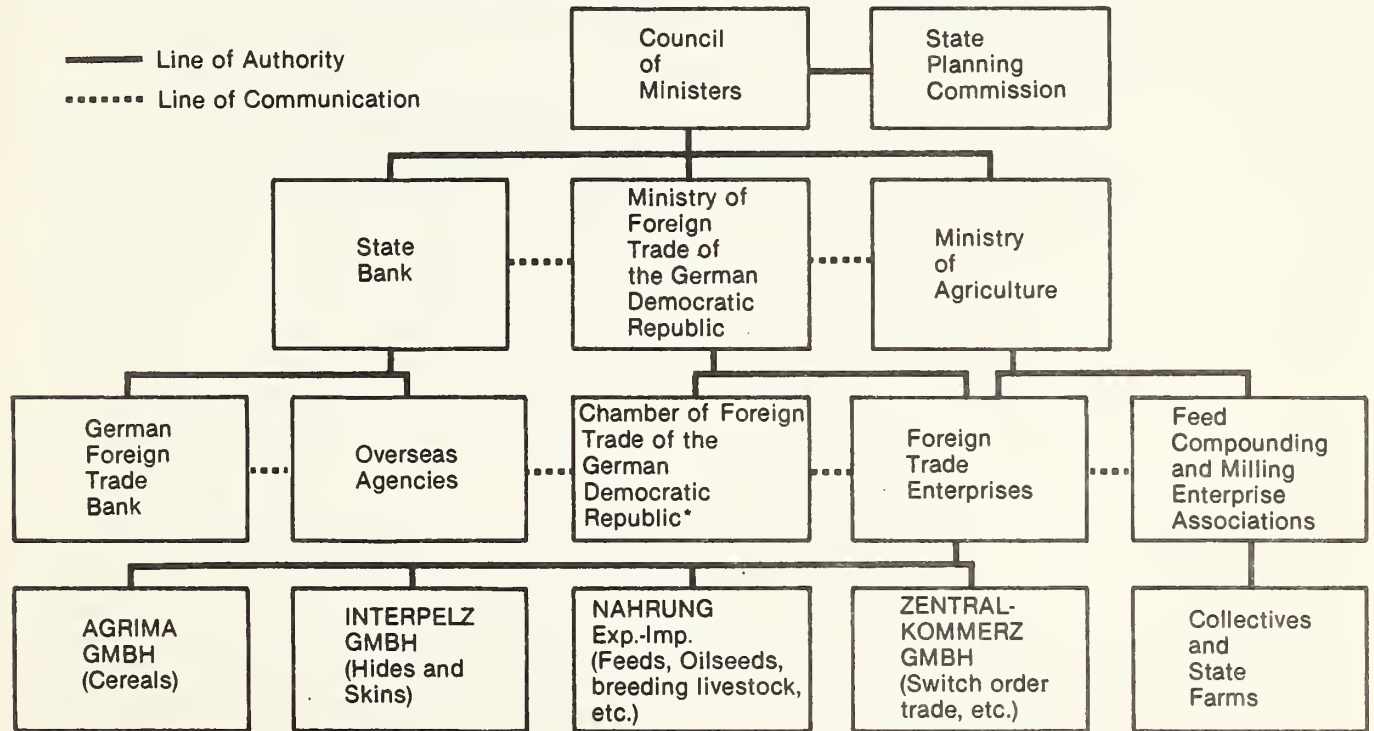 Line of Authority
Line of Communication
Council
of
Ministers
State
Planning
Commission
State
Bank
Ministry of
Foreign
Trade of
the German
Democratic
Republic
Ministry
of
Agriculture
German
Foreign
Trade
Bank
Overseas
Agencies
Chamber of Foreign
Trade of the
German
Democratic
Republic*
Foreign
Trade
Enterprises
Feed
Compounding
and Milling
Enterprise
Associations
AGRIMA
GMBH
(Cereals)
INTERPELZ
GMBH
(Hides and
Skins)
NAHRUNG
Exp.-Imp.
(Feeds, Oilseeds,
breeding livestock,
etc.)
ZENTRAL-
KOMMERZ
GMBH
(Switch order
trade, etc.)
Collectives
and
State
Farms